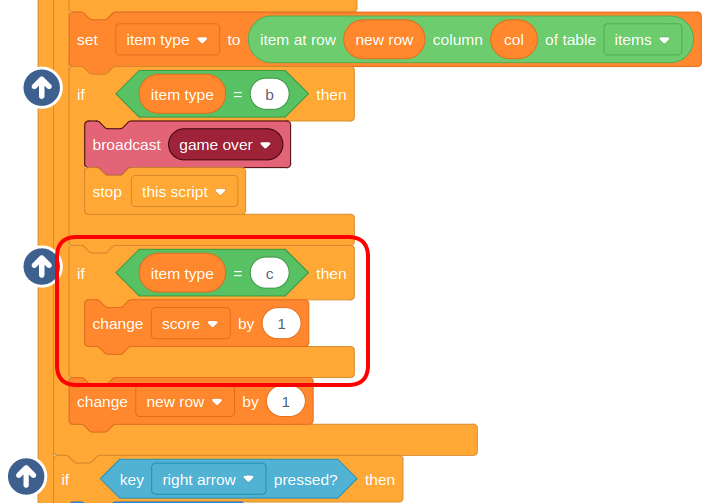 set item type to item at row new row column col of table items
if item type = b then
broadcast game over
stop this script
if item type = c then
change score by 1
change new row by 1
if key right arrow pressed? then